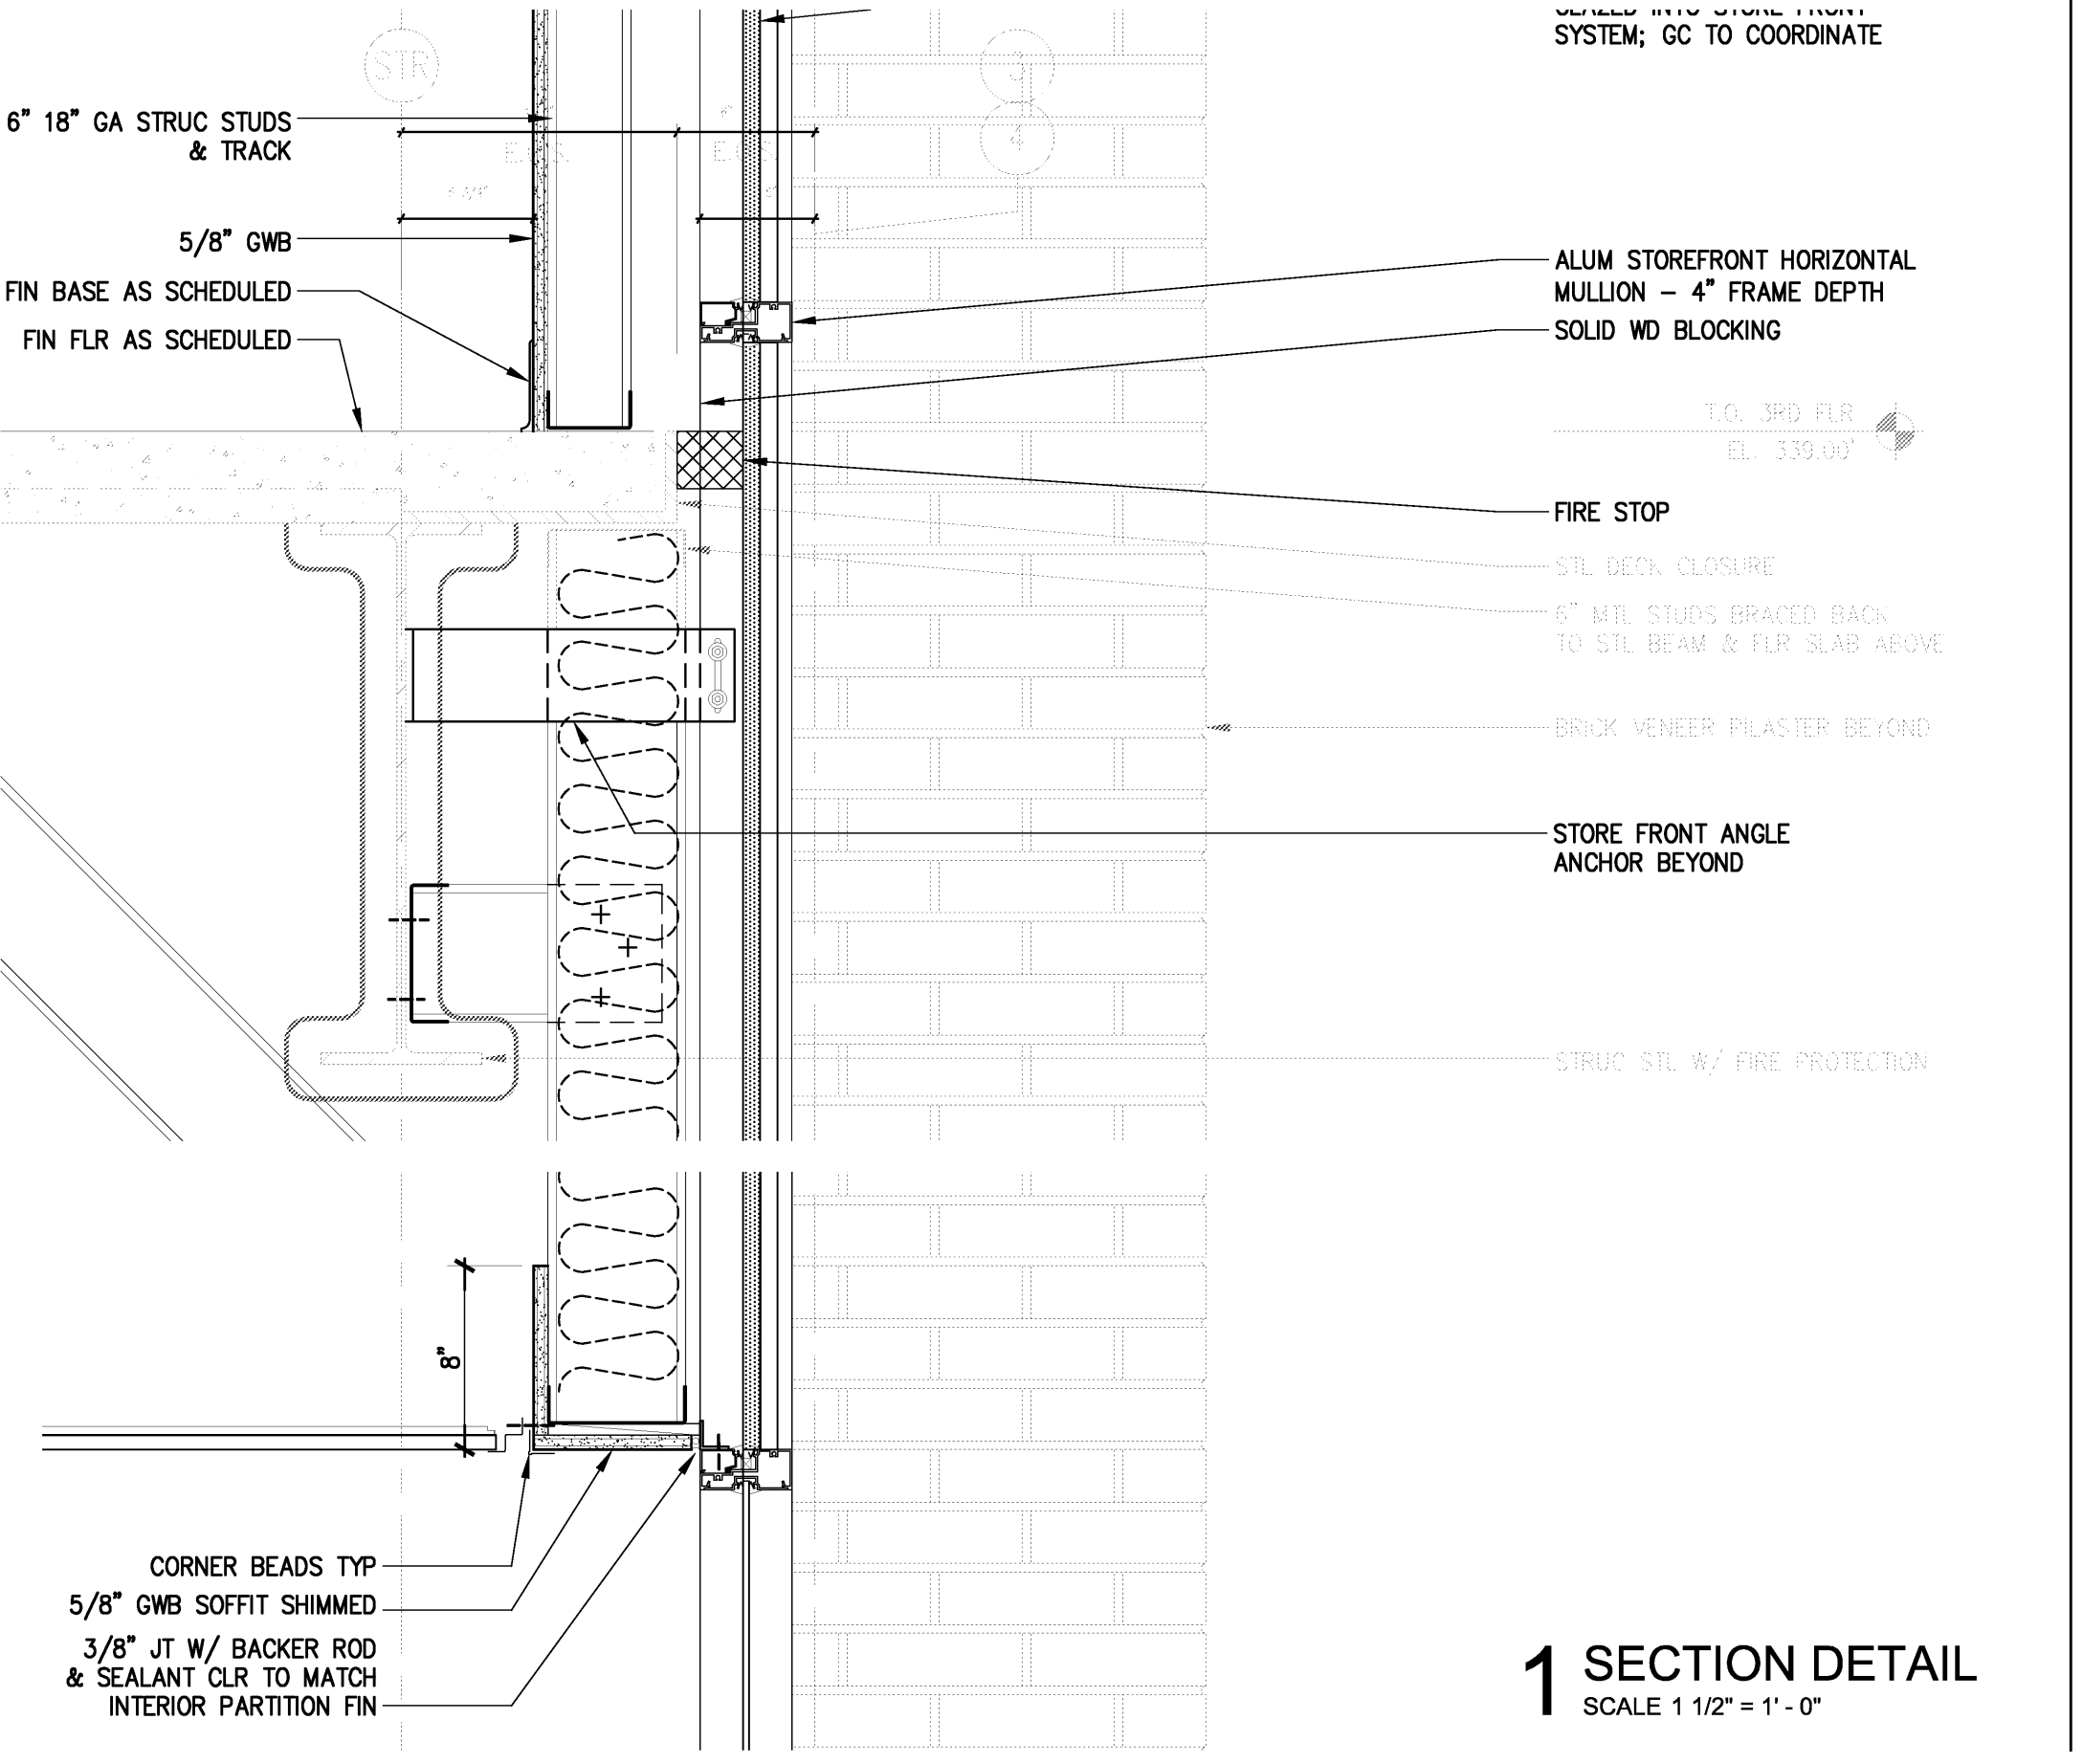 SYSTEM; GC TO COORDINATE
STR
3
4
6" 18" GA STRUC STUDS
& TRACK
E.O.S.
E.O.S.
5/8" GWB
FIN BASE AS SCHEDULED
FIN FLR AS SCHEDULED
ALUM STOREFRONT HORIZONTAL
MULLION - 4" FRAME DEPTH
SOLID WD BLOCKING
T.O. 3RD FLR
EL. 339.00'
FIRE STOP
STL DECK CLOSURE
6" MTL STUDS BRACED BACK
TO STL BEAM & FLR SLAB ABOVE
BRICK VENEER PILASTER BEYOND
STORE FRONT ANGLE
ANCHOR BEYOND
STRUC STL W/ FIRE PROTECTION
8"
CORNER BEADS TYP
5/8" GWB SOFFIT SHIMMED
3/8" JT W/ BACKER ROD
& SEALANT CLR TO MATCH
INTERIOR PARTITION FIN
1 SECTION DETAIL
SCALE 1 1/2" = 1' - 0"